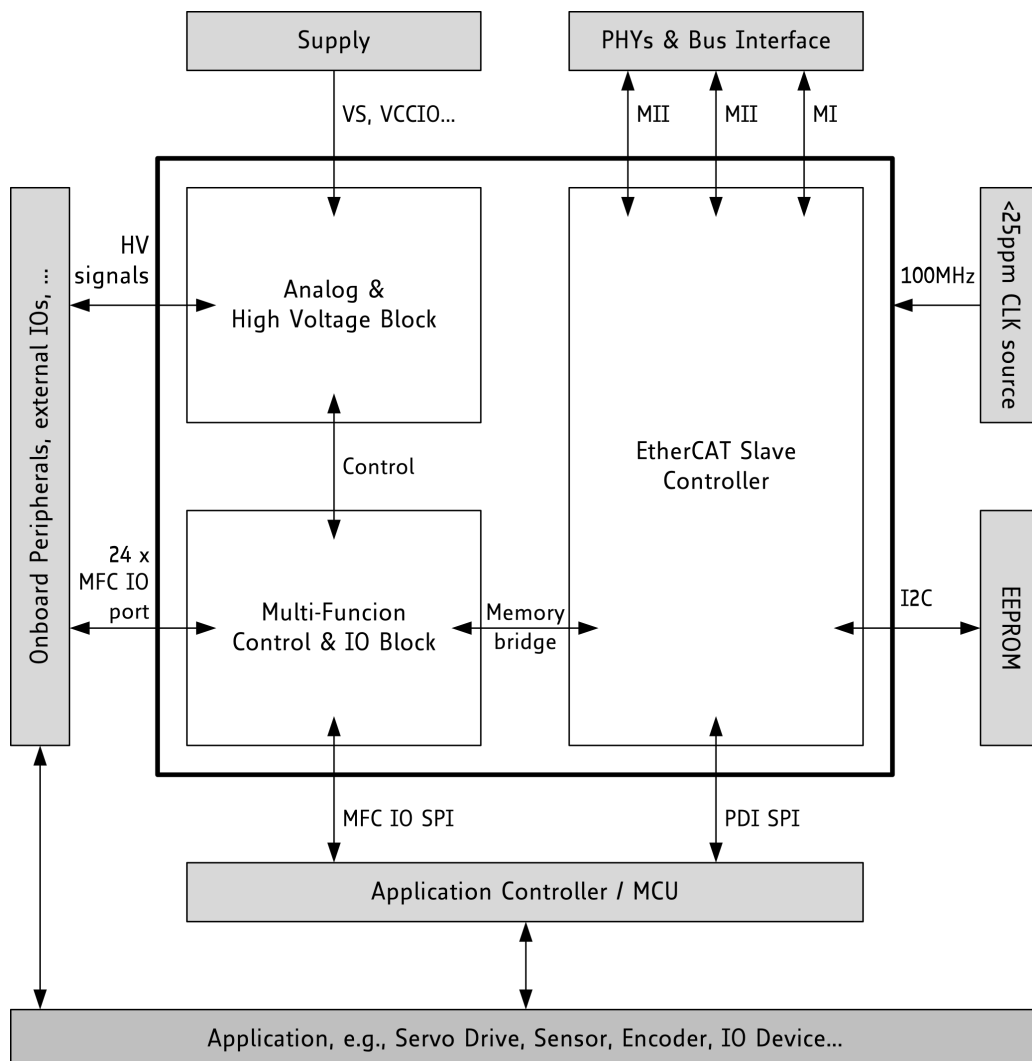 Supply
PHYs & Bus Interface
VS, VCCIO...
MII
MII
MI
Onboard Peripherals, external IOs, ...
HV
signals
Analog &
High Voltage Block
100MHz
<25ppm CLK source
Control
EtherCAT Slave
Controller
24 x
MFC IO
port
Multi-Funcion
Control & IO Block
Memory
bridge
I2C
EEPROM
MFC IO SPI
PDI SPI
Application Controller / MCU
Application, e.g., Servo Drive, Sensor, Encoder, IO Device...